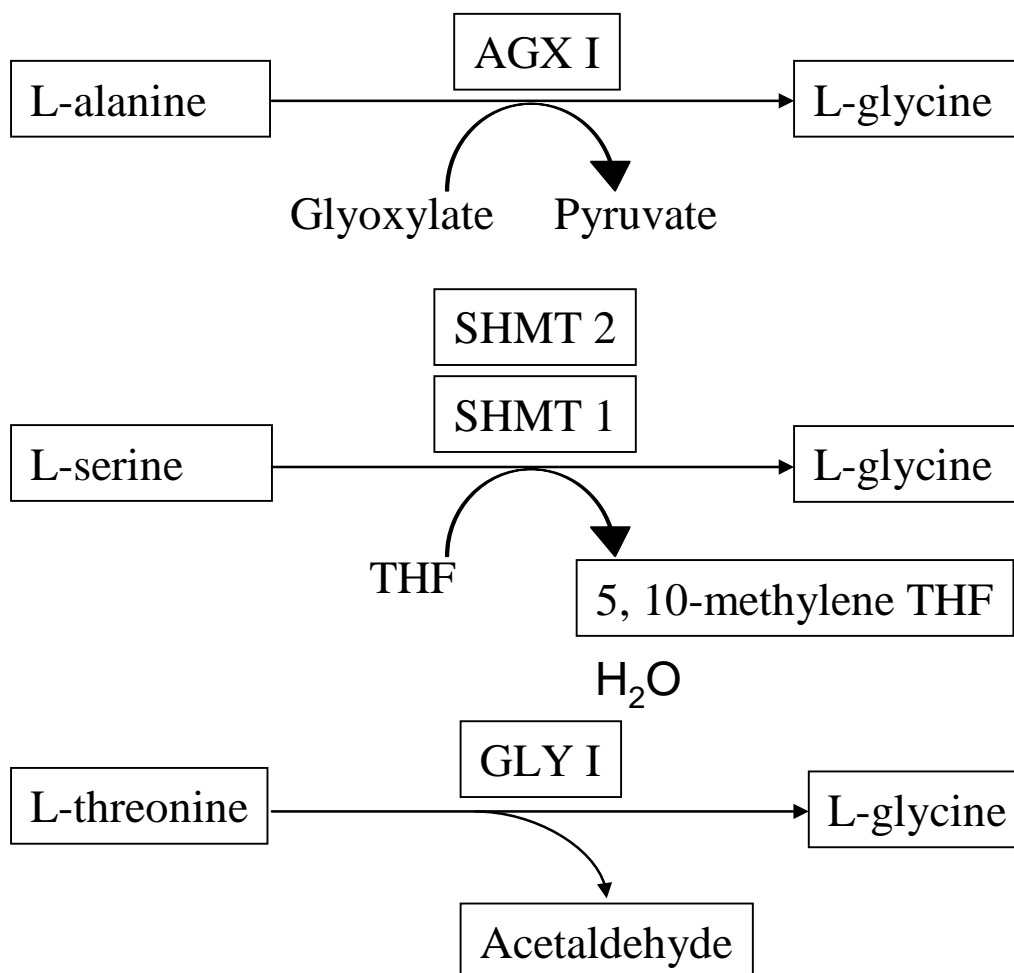 AGX I
L-alanine
L-glycine
Glyoxylate
Pyruvate
SHMT 2
SHMT 1
L-serine
L-glycine
THF
5, 10-methylene THF
H₂O
GLY I
L-threonine
L-glycine
Acetaldehyde